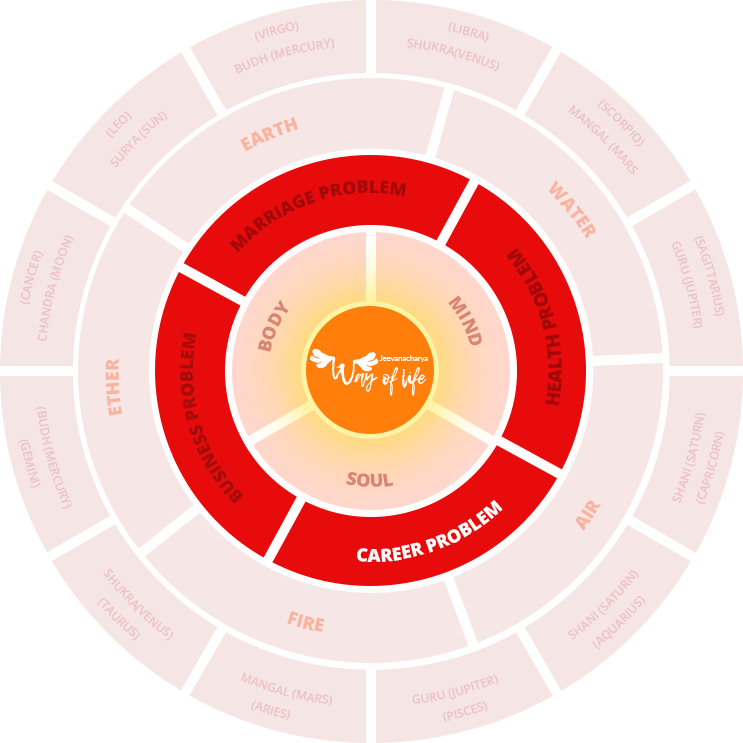 (VIRGO)
BUDH (MERCURY)
(LIBRA)
SHUKRA(VENUS)
(SCORPIO)
MANGAL (MARS
(SAGITTARIUS)
GURU (JUPITER)
SHANI (SATURN)
(CAPRICORN)
SHANI (SATURN)
(AQUARIUS)
GURU (JUPITER)
(PISCES)
MANGAL (MARS)
(ARIES)
SHUKRA(VENUS)
(TAURUS)
(BUDH (MERCURY)
(GEMINI)
(CANCER)
CHANDRA (MOON)
(LEO)
SURYA (SUN)
EARTH
WATER
AIR
FIRE
ETHER
MARRIAGE PROBLEM
HEALTH PROBLEM
CAREER PROBLEM
BUSINESS PROBLEM
BODY
MIND
SOUL
Jeevanacharya
Way of life